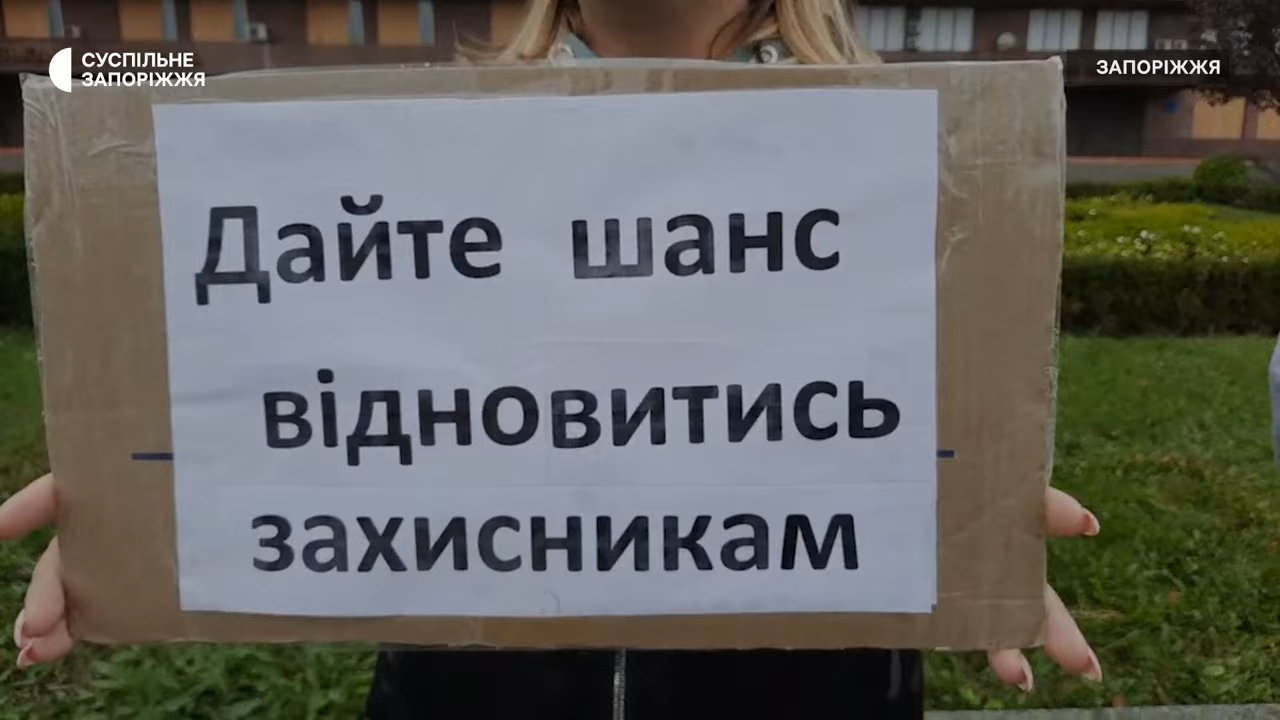 СУСПІЛЬНЕ
ЗАПОРІЖЖЯ
ЗАПОРІЖЖЯ
Дайте шанс
відновитись
захисникам